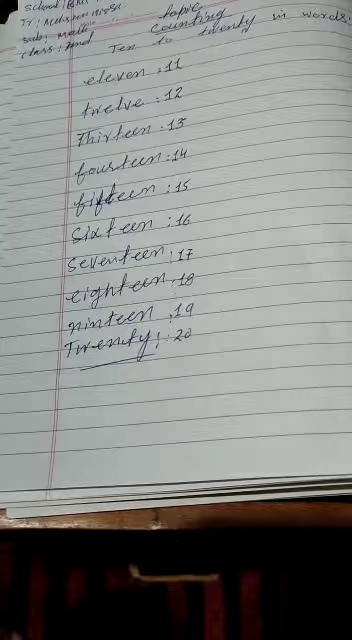 School:
Tr:
Sub: Math
Class: 2nd
topic
Counting in words.
Ten to twenty
eleven : 11
twelve : 12
Thirteen : 13
fourteen : 14
fifteen : 15
Sixteen : 16
Seventeen : 17
eighteen : 18
ninteen : 19
Twenty : 20